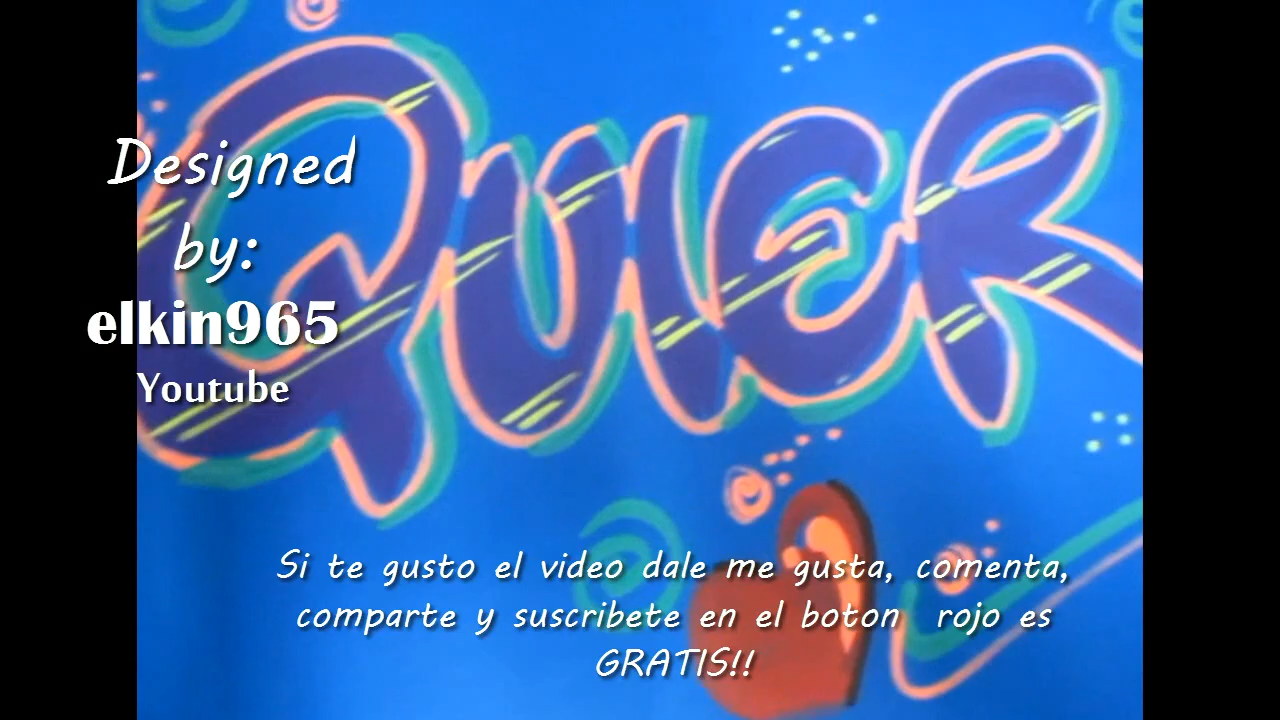 QUIER
Designed
by:
elkin965
Youtube
Si te gusto el video dale me gusta, comenta,
comparte y suscribete en el boton rojo es
GRATIS!!